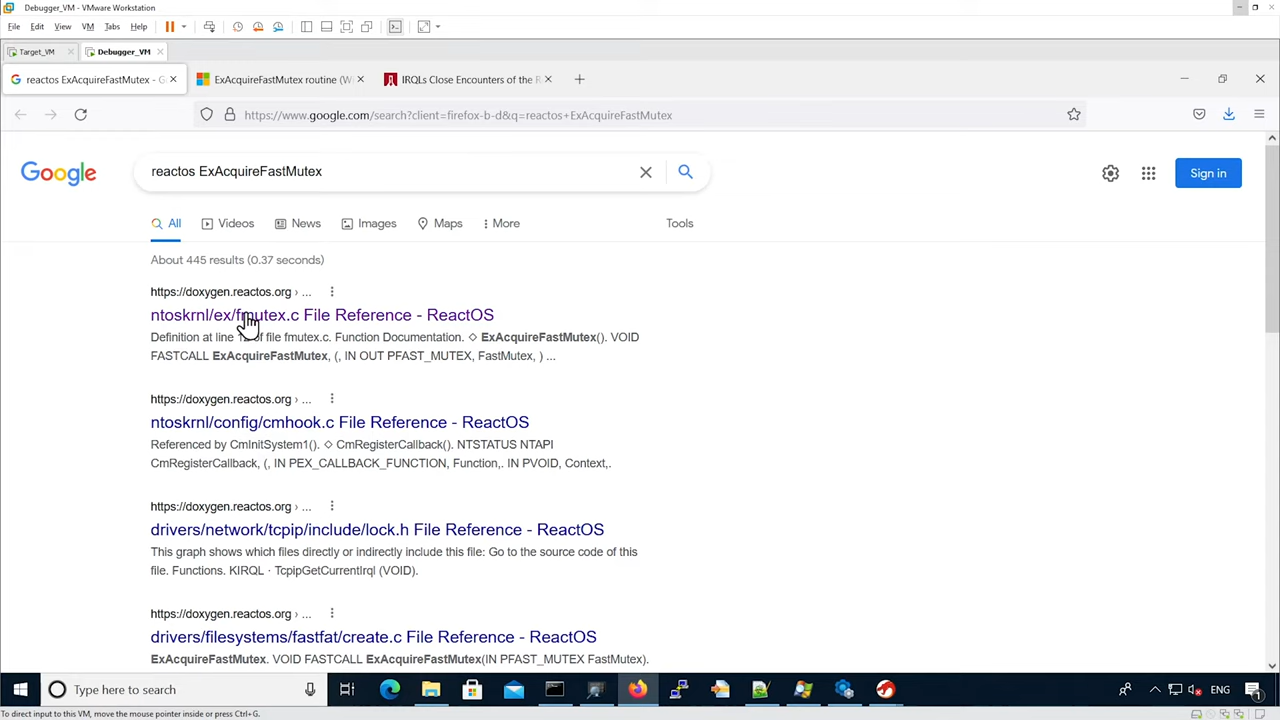 Debugger_VM - VMware Workstation
File Edit View VM Tabs Help
Target_VM Debugger_VM
reactos ExAcquireFastMutex - G ExAcquireFastMutex routine (W IRQLs Close Encounters of the R
https://www.google.com/search?client=firefox-b-d&q=reactos+ExAcquireFastMutex
Google reactos ExAcquireFastMutex Sign in
All Videos News Images Maps More Tools
About 445 results (0.37 seconds)
https://doxygen.reactos.org › ...
ntoskrnl/ex/fmutex.c File Reference - ReactOS
Definition at line of file fmutex.c. Function Documentation. ◇ ExAcquireFastMutex(). VOID
FASTCALL ExAcquireFastMutex, (, IN OUT PFAST_MUTEX, FastMutex, ) ...
https://doxygen.reactos.org › ...
ntoskrnl/config/cmhook.c File Reference - ReactOS
Referenced by CmInitSystem1(). ◇ CmRegisterCallback(). NTSTATUS NTAPI
CmRegisterCallback, (, IN PEX_CALLBACK_FUNCTION, Function,. IN PVOID, Context,.
https://doxygen.reactos.org › ...
drivers/network/tcpip/include/lock.h File Reference - ReactOS
This graph shows which files directly or indirectly include this file: Go to the source code of this
file. Functions. KIRQL · TcpipGetCurrentIrql (VOID).
https://doxygen.reactos.org › ...
drivers/filesystems/fastfat/create.c File Reference - ReactOS
ExAcquireFastMutex. VOID FASTCALL ExAcquireFastMutex(IN PFAST_MUTEX FastMutex).
Type here to search ENG
To direct input to this VM, move the mouse pointer inside or press Ctrl+G.